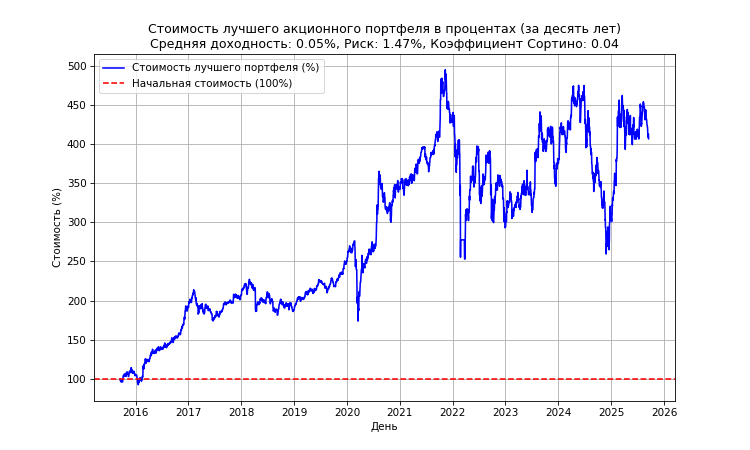 Стоимость лучшего акционного портфеля в процентах (за десять лет)
Средняя доходность: 0.05%, Риск: 1.47%, Коэффициент Сортино: 0.04
Стоимость лучшего портфеля (%)
Начальная стоимость (100%)
Стоимость (%)
500
450
400
350
300
250
200
150
100
2016 2017 2018 2019 2020 2021 2022 2023 2024 2025 2026
День